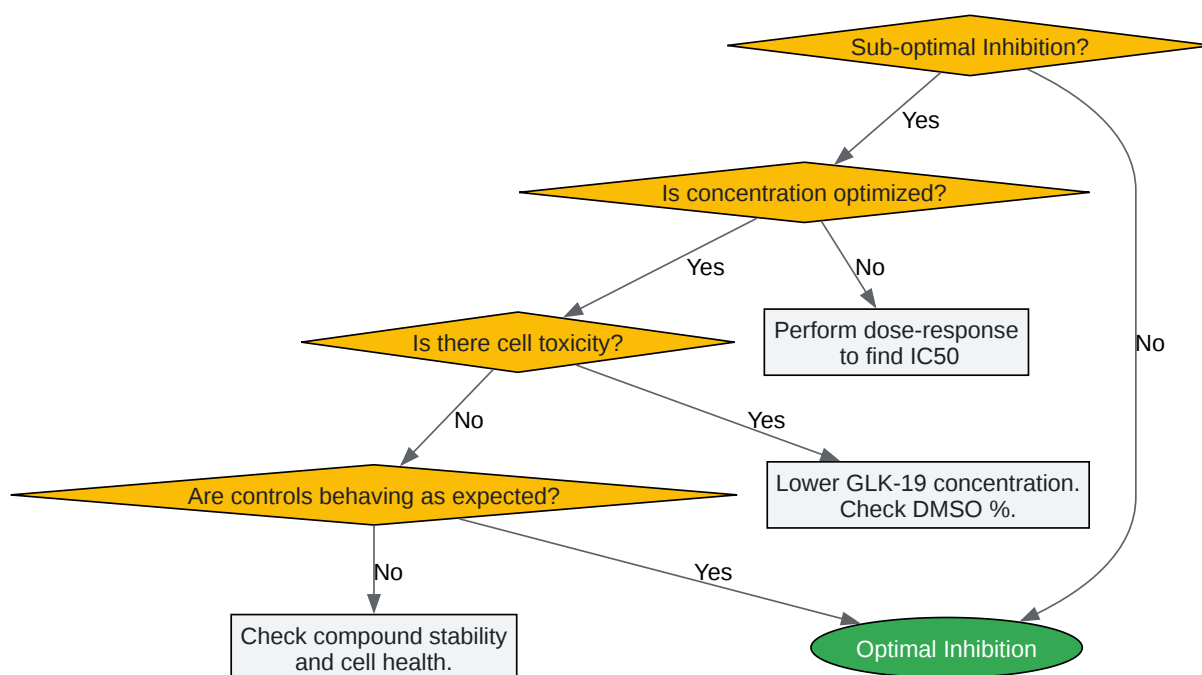 Sub-optimal Inhibition?
Yes
Is concentration optimized?
Yes
No
Perform dose-response
to find IC50
No
Is there cell toxicity?
No
Yes
Lower GLK-19 concentration.
Check DMSO %.
Are controls behaving as expected?
No
Yes
Check compound stability
and cell health.
Optimal Inhibition